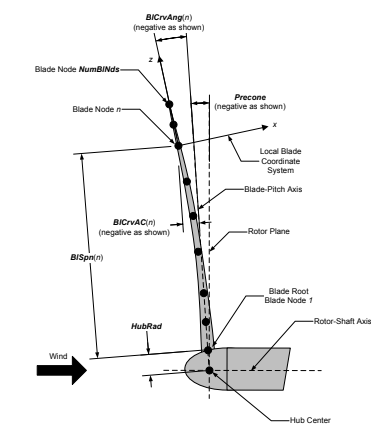 BlCrvAng(n)
(negative as shown)
z
Blade Node NumBlNds
Precone
(negative as shown)
Blade Node n
x
Local Blade
Coordinate
System
Blade-Pitch Axis
BlCrvAC(n)
(negative as shown)
Rotor Plane
BlSpn(n)
Blade Root
Blade Node 1
HubRad
Rotor-Shaft Axis
Wind
Hub Center